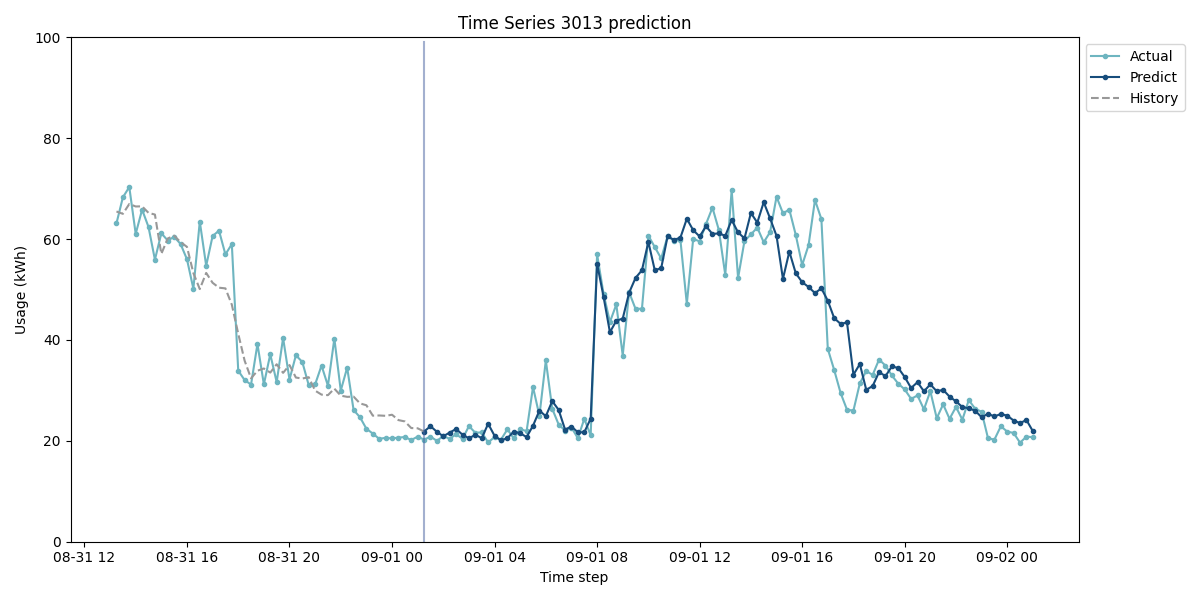 Time Series 3013 prediction
100
80
60
40
20
0
Usage (kWh)
08-31 12
08-31 16
08-31 20
09-01 00
09-01 04
09-01 08
09-01 12
09-01 16
09-01 20
09-02 00
Time step
Actual
Predict
History